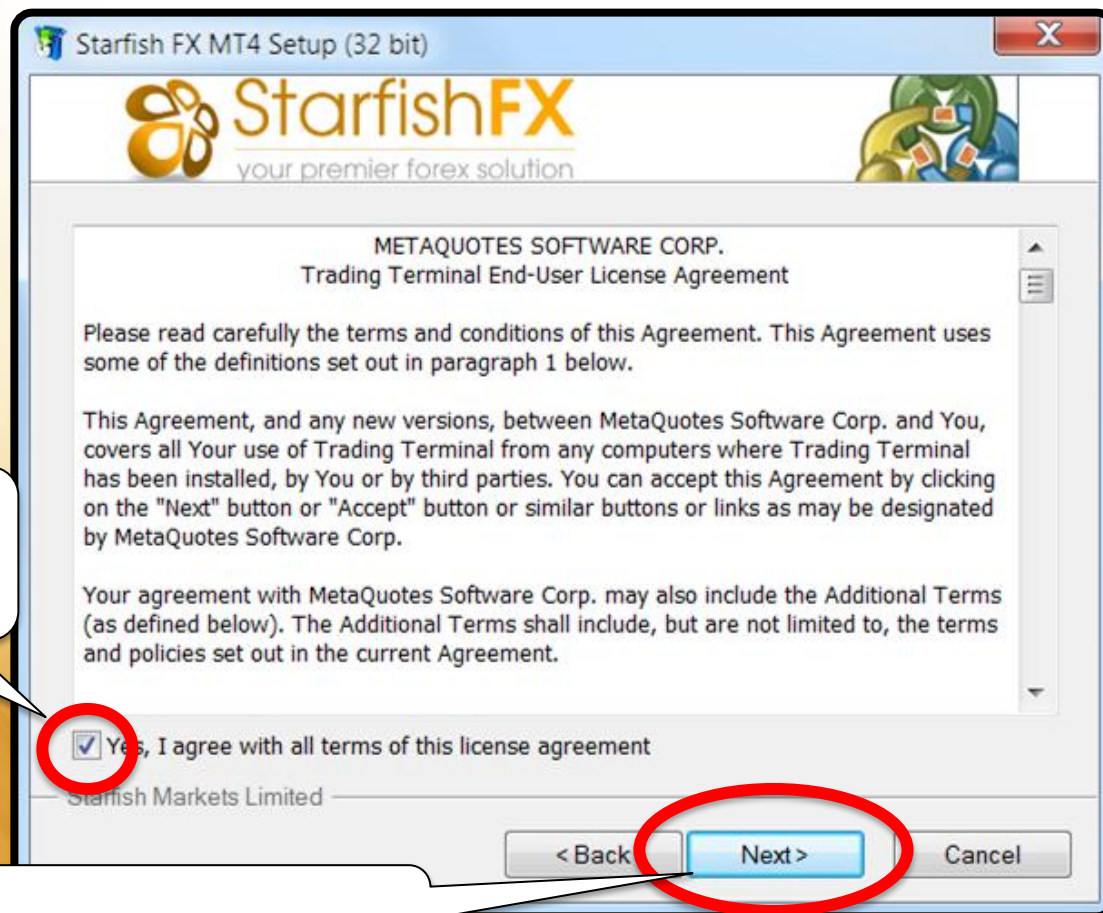 Starfish FX MT4 Setup (32 bit)
StarfishFX
your premier forex solution
METAQUOTES SOFTWARE CORP.
Trading Terminal End-User License Agreement
Please read carefully the terms and conditions of this Agreement. This Agreement uses
some of the definitions set out in paragraph 1 below.
This Agreement, and any new versions, between MetaQuotes Software Corp. and You,
covers all Your use of Trading Terminal from any computers where Trading Terminal
has been installed, by You or by third parties. You can accept this Agreement by clicking
on the "Next" button or "Accept" button or similar buttons or links as may be designated
by MetaQuotes Software Corp.
Your agreement with MetaQuotes Software Corp. may also include the Additional Terms
(as defined below). The Additional Terms shall include, but are not limited to, the terms
and policies set out in the current Agreement.
Yes, I agree with all terms of this license agreement
Starfish Markets Limited
< Back
Next >
Cancel